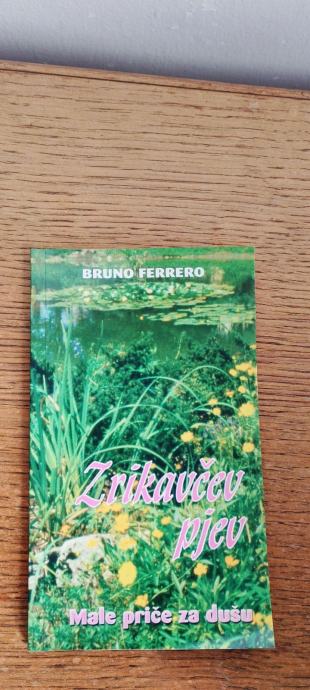 BRUNO FERRERO
Zrikavčev
pjev
Male priče za dušu